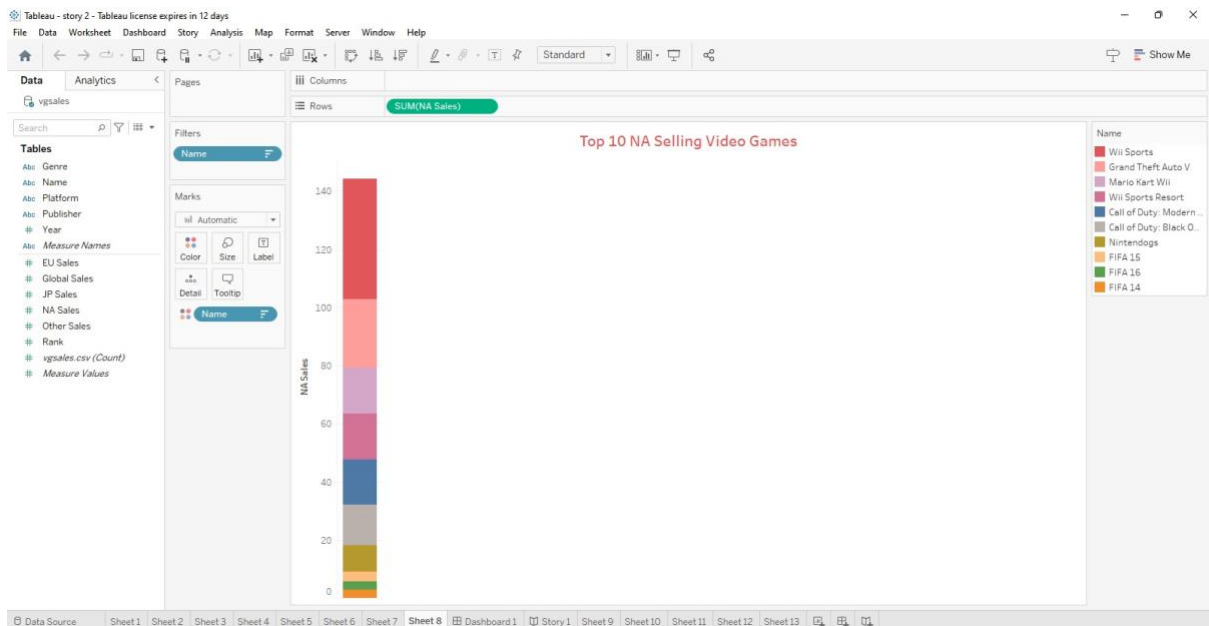 Tableau - story 2 - Tableau license expires in 12 days
File Data Worksheet Dashboard Story Analysis Map Format Server Window Help
Standard
Show Me
Data Analytics
vgsales
Search
Tables
Abc Genre
Abc Name
Abc Platform
Abc Publisher
# Year
Abc Measure Names
# EU Sales
# Global Sales
# JP Sales
# NA Sales
# Other Sales
# Rank
# vgsales.csv (Count)
# Measure Values
Pages
Filters
Name
Marks
Automatic
Color Size Label
Detail Tooltip
Name
Columns
Rows SUM(NA Sales)
Top 10 NA Selling Video Games
NA Sales
140
120
100
80
60
40
20
0
Name
Wii Sports
Grand Theft Auto V
Mario Kart Wii
Wii Sports Resort
Call of Duty: Modern ..
Call of Duty: Black O..
Nintendogs
FIFA 15
FIFA 16
FIFA 14
Data Source Sheet 1 Sheet 2 Sheet 3 Sheet 4 Sheet 5 Sheet 6 Sheet 7 Sheet 8 Dashboard 1 Story 1 Sheet 9 Sheet 10 Sheet 11 Sheet 12 Sheet 13